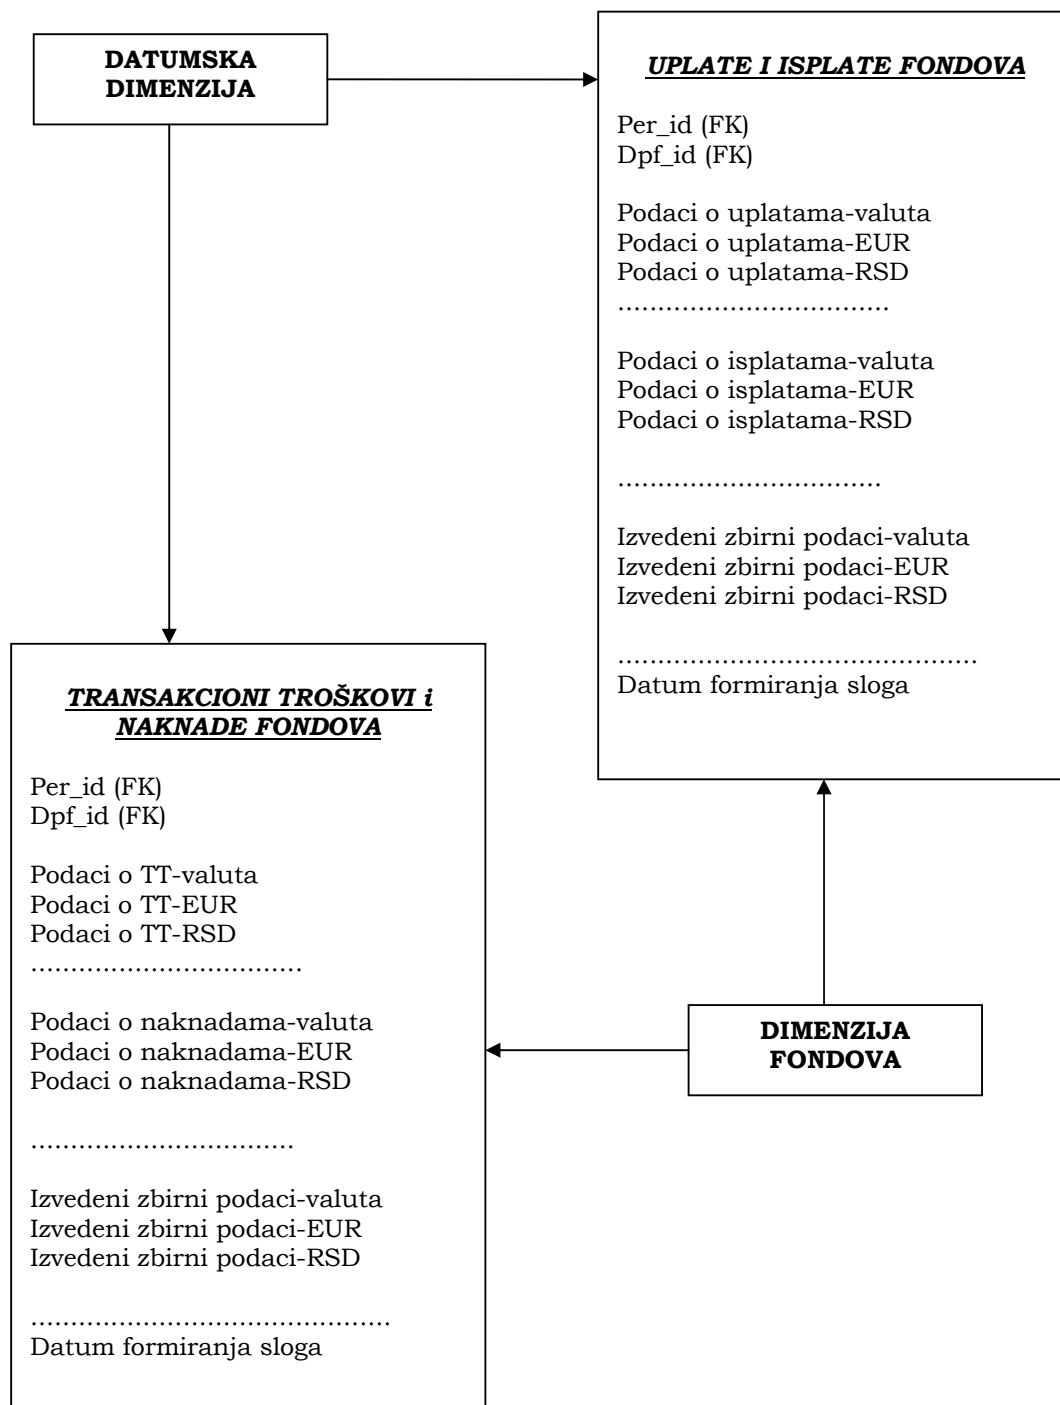 DATUMSKA
DIMENZIJA
UPLATE I ISPLATE FONDOVA
Per_id (FK)
Dpf_id (FK)
Podaci o uplatama-valuta
Podaci o uplatama-EUR
Podaci o uplatama-RSD
..................................
Podaci o isplatama-valuta
Podaci o isplatama-EUR
Podaci o isplatama-RSD
.................................
Izvedeni zbirni podaci-valuta
Izvedeni zbirni podaci-EUR
Izvedeni zbirni podaci-RSD
.............................................
Datum formiranja sloga
TRANSAKCIONI TROŠKOVI i
NAKNADE FONDOVA
Per_id (FK)
Dpf_id (FK)
Podaci o TT-valuta
Podaci o TT-EUR
Podaci o TT-RSD
..................................
Podaci o naknadama-valuta
Podaci o naknadama-EUR
Podaci o naknadama-RSD
.................................
Izvedeni zbirni podaci-valuta
Izvedeni zbirni podaci-EUR
Izvedeni zbirni podaci-RSD
.............................................
Datum formiranja sloga
DIMENZIJA
FONDOVA